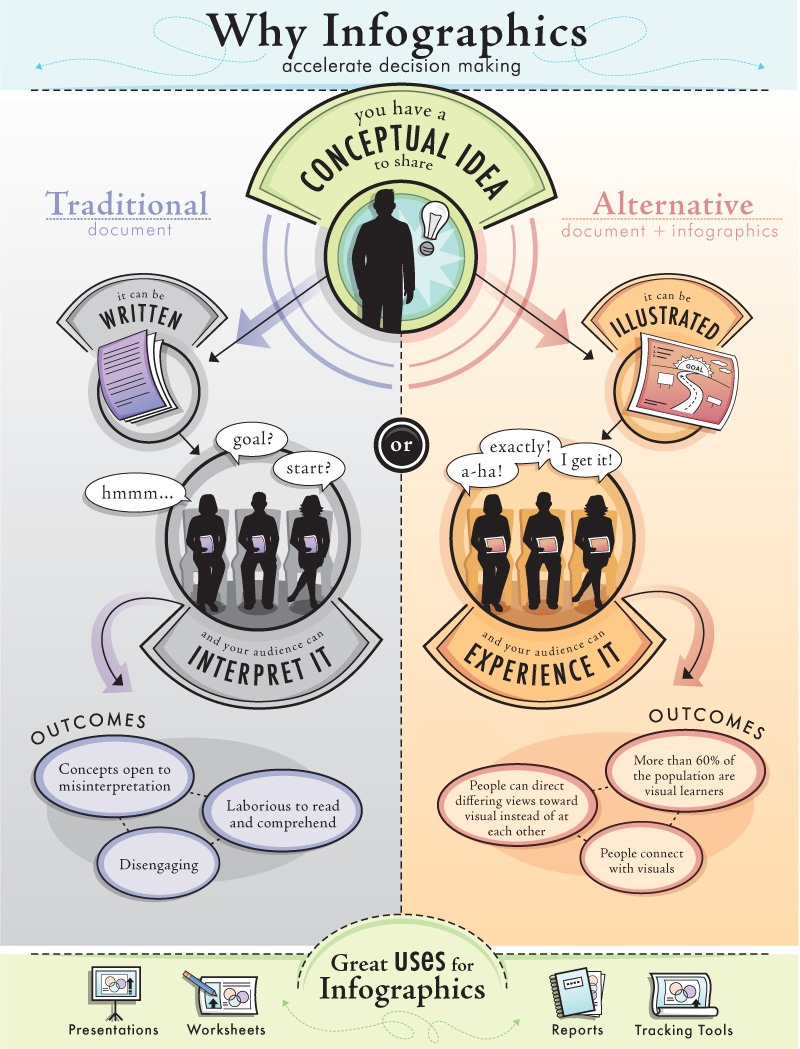 Why Infographics
accelerate decision making
you have a
CONCEPTUAL IDEA
to share
Traditional
document
Alternative
document + infographics
it can be
WRITTEN
it can be
ILLUSTRATED
GOAL
or
goal?
start?
hmmm...
exactly!
a-ha!
I get it!
and your audience can
INTERPRET IT
and your audience can
EXPERIENCE IT
OUTCOMES
Concepts open to
misinterpretation
Laborious to read
and comprehend
Disengaging
OUTCOMES
More than 60% of
the population are
visual learners
People can direct
differing views toward
visual instead of at
each other
People connect
with visuals
Great uses for
Infographics
Presentations
Worksheets
Reports
Tracking Tools